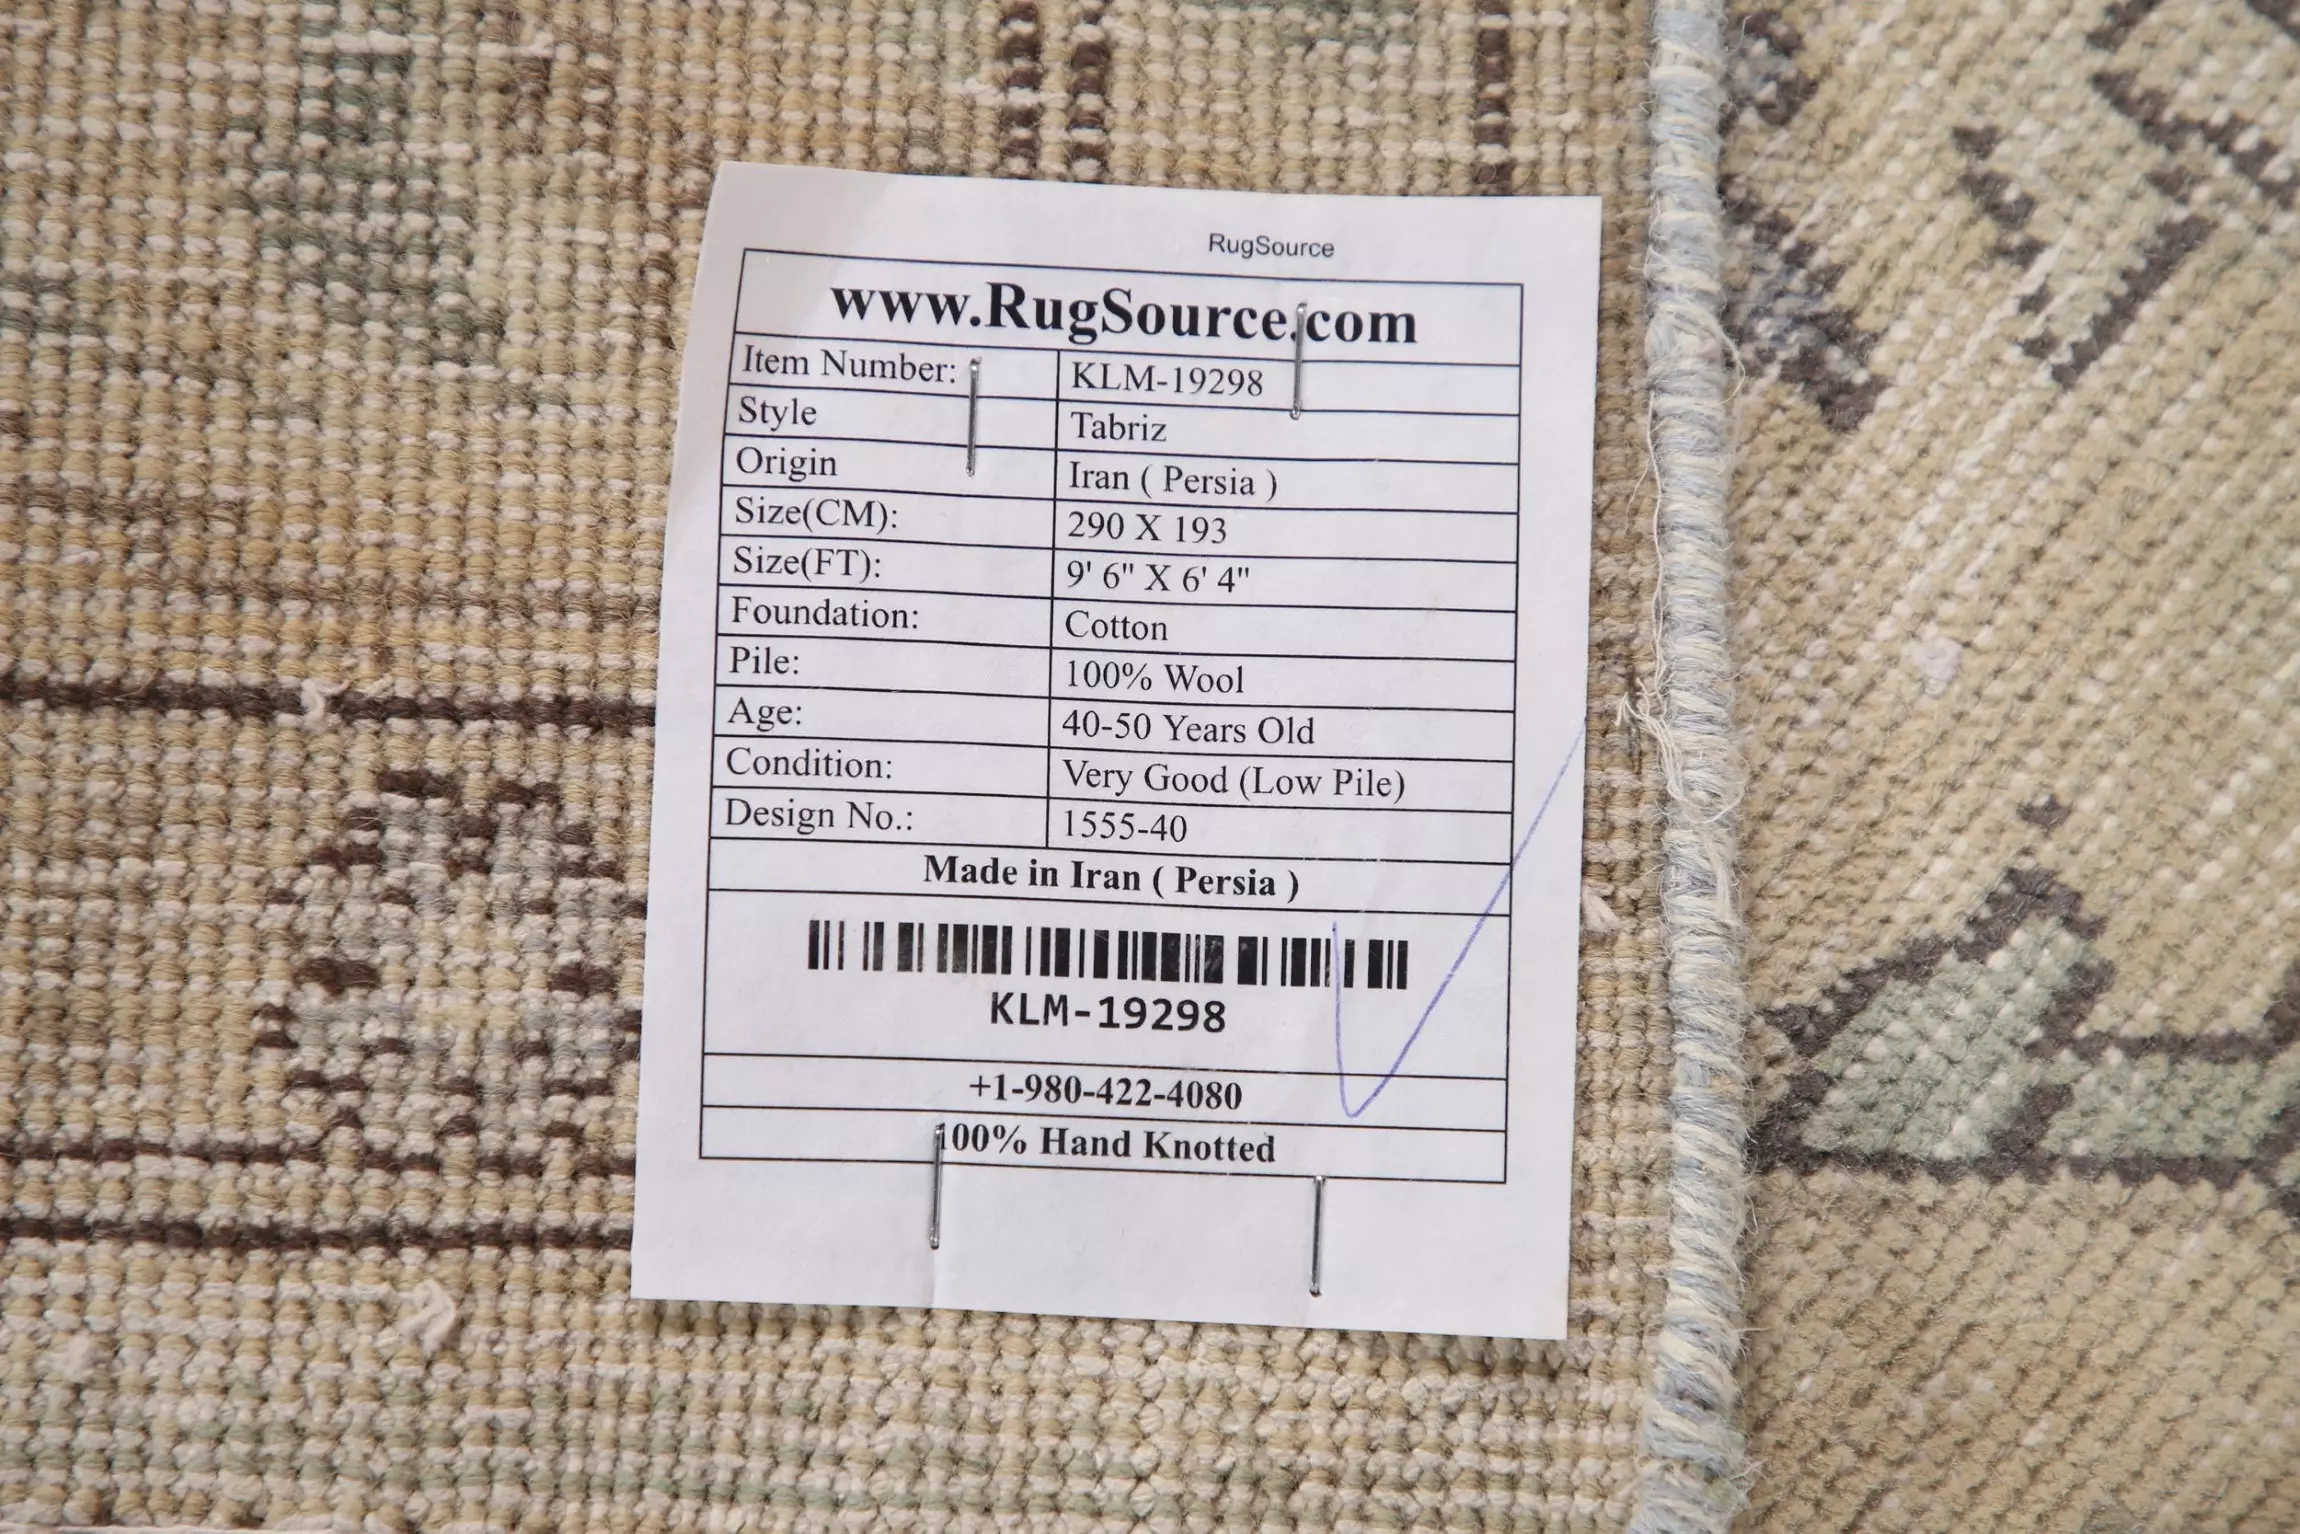 RugSource
www.RugSource.com
Item Number: KLM-19298
Style Tabriz
Origin Iran ( Persia )
Size(CM): 290 X 193
Size(FT): 9' 6" X 6' 4"
Foundation: Cotton
Pile: 100% Wool
Age: 40-50 Years Old
Condition: Very Good (Low Pile)
Design No.: 1555-40
Made in Iran ( Persia )
KLM-19298
+1-980-422-4080
100% Hand Knotted